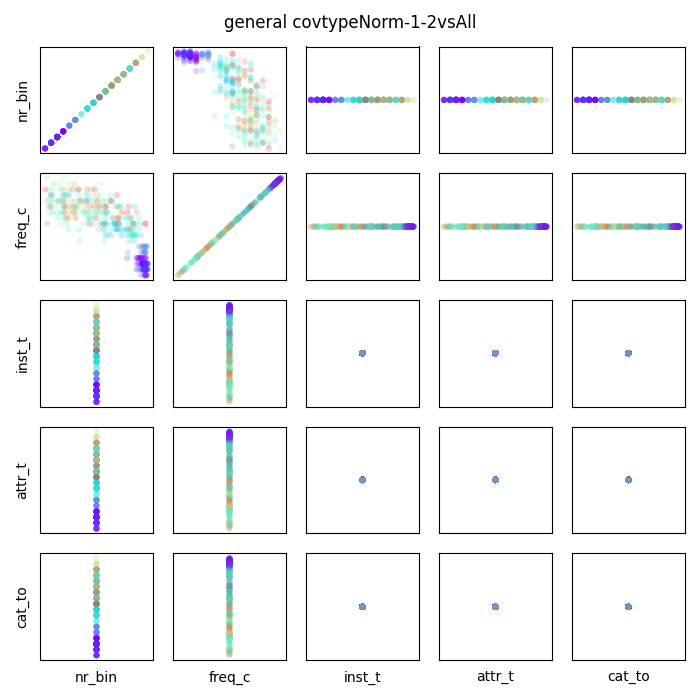 general covtypeNorm-1-2vsAll
nr_bin
freq_c
inst_t
attr_t
cat_to
nr_bin freq_c inst_t attr_t cat_to